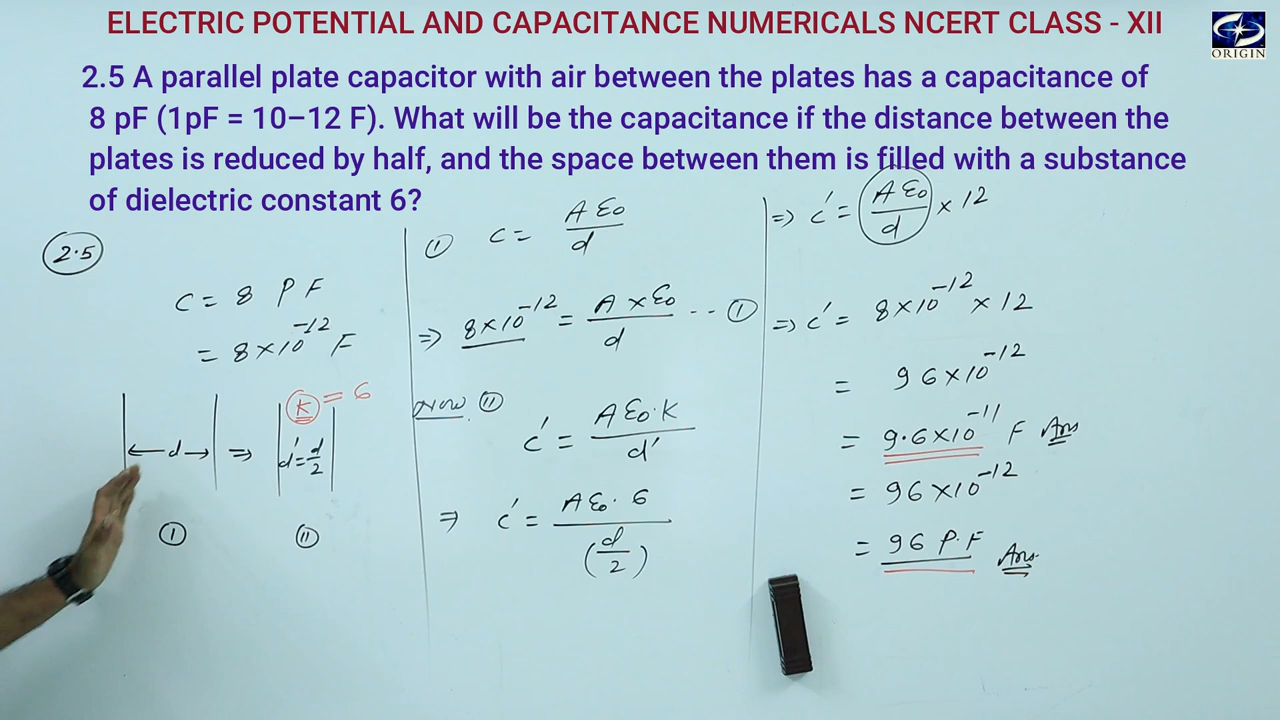 ELECTRIC POTENTIAL AND CAPACITANCE NUMERICALS NCERT CLASS - XII
ORIGIN
2.5 A parallel plate capacitor with air between the plates has a capacitance of
8 pF (1pF = 10–12 F). What will be the capacitance if the distance between the
plates is reduced by half, and the space between them is filled with a substance
of dielectric constant 6?
2.5
C = 8 P F
= 8×10⁻¹² F
K = 6
d ⇒ d' = d/2
I II
I C = Aε₀/d
⇒ 8×10⁻¹² = A×ε₀/d -- I
Now II
C' = Aε₀·K/d'
⇒ C' = Aε₀·6/(d/2)
⇒ C' = Aε₀/d × 12
⇒ C' = 8×10⁻¹² × 12
= 96×10⁻¹²
= 9.6×10⁻¹¹ F Ans
= 96×10⁻¹²
= 96 P.F Ans